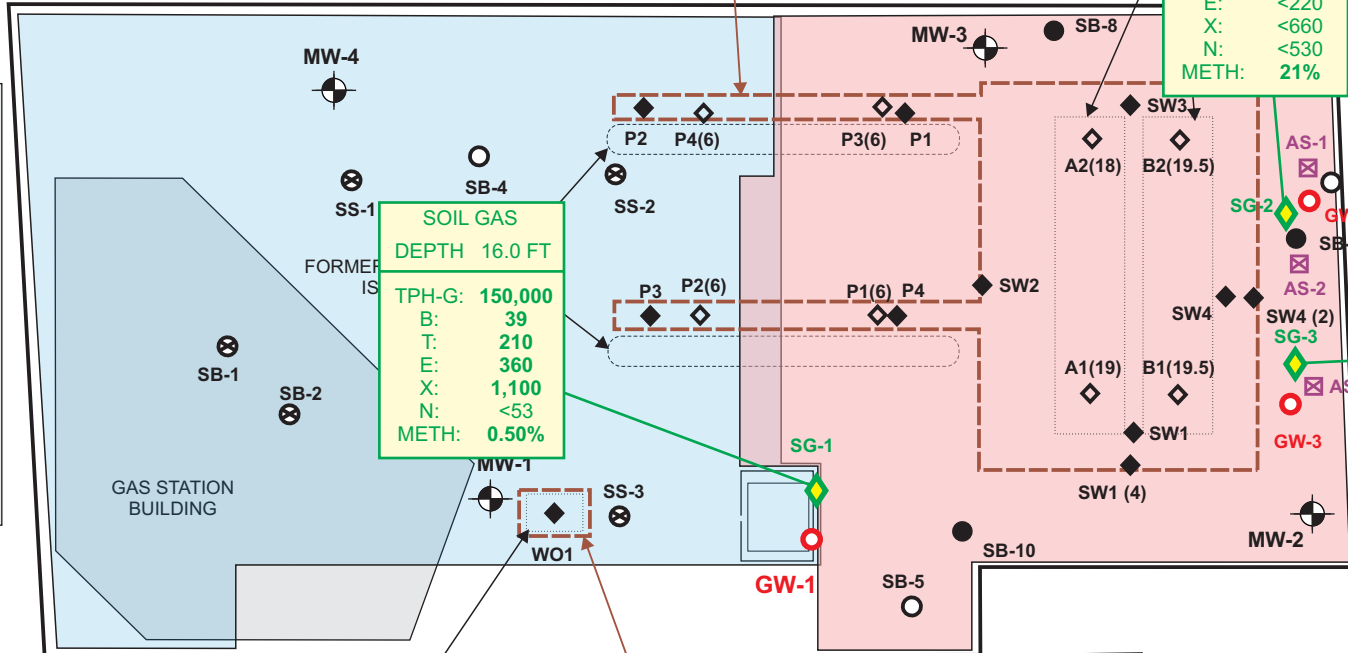 E: <220
X: <660
N: <530
METH: 21%
SB-8
MW-3
MW-4
SW3
P2
P4(6)
P3(6)
P1
A2(18)
B2(19.5)
AS-1
SB-4
SS-1
SS-2
SG-2
SOIL GAS
DEPTH 16.0 FT
TPH-G: 150,000
B: 39
T: 210
E: 360
X: 1,100
N: <53
METH: 0.50%
P3
P2(6)
P1(6)
P4
SW2
AS-2
SW4
SW4 (2)
SG-3
SB-1
SB-2
A1(19)
B1(19.5)
SW1
GW-3
SG-1
MW-1
SS-3
GAS STATION
BUILDING
SW1 (4)
WO1
SB-10
MW-2
GW-1
SB-5